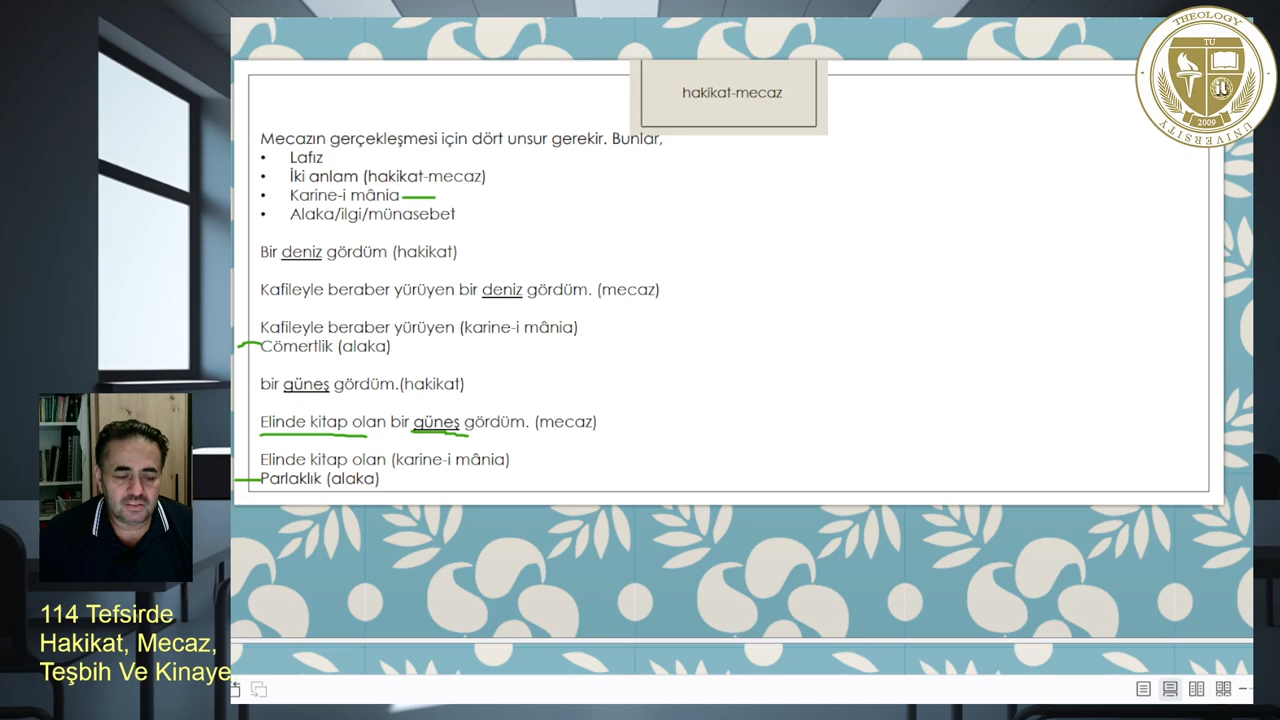 hakikat-mecaz
Mecazın gerçekleşmesi için dört unsur gerekir. Bunlar,
• Lafız
• İki anlam (hakikat-mecaz)
• Karine-i mânia
• Alaka/ilgi/münasebet
Bir deniz gördüm (hakikat)
Kafileyle beraber yürüyen bir deniz gördüm. (mecaz)
Kafileyle beraber yürüyen (karine-i mânia)
Cömertlik (alaka)
bir güneş gördüm.(hakikat)
Elinde kitap olan bir güneş gördüm. (mecaz)
Elinde kitap olan (karine-i mânia)
Parlaklık (alaka)
114 Tefsirde
Hakikat, Mecaz,
Teşbih Ve Kinaye
THEOLOGY
UNIVERSITY
TU
2009